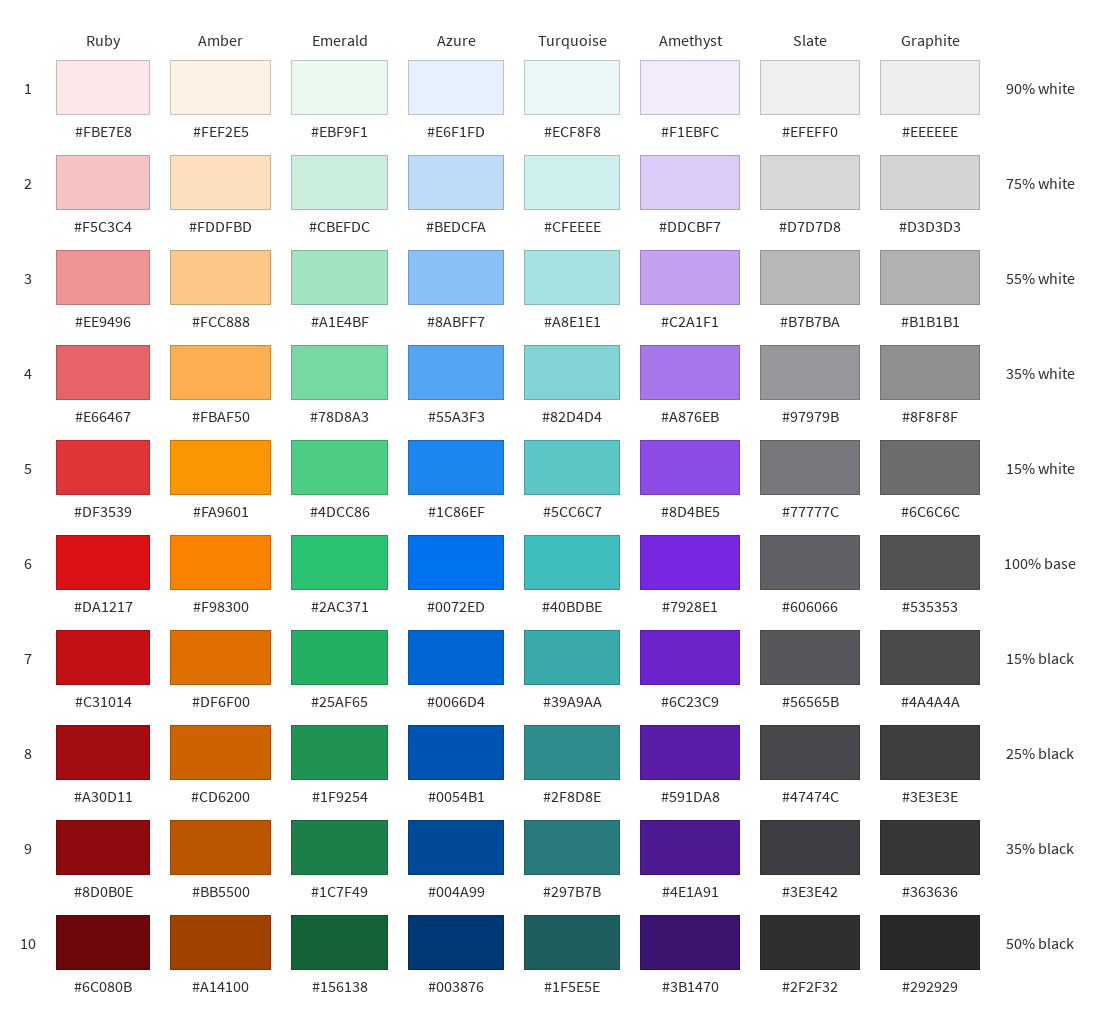 Ruby Amber Emerald Azure Turquoise Amethyst Slate Graphite
1 90% white
#FBE7E8 #FEF2E5 #EBF9F1 #E6F1FD #ECF8F8 #F1EBFC #EFEFF0 #EEEEEE
2 75% white
#F5C3C4 #FDDFBD #CBEFDC #BEDCFA #CFEEEE #DDCBF7 #D7D7D8 #D3D3D3
3 55% white
#EE9496 #FCC888 #A1E4BF #8ABFF7 #A8E1E1 #C2A1F1 #B7B7BA #B1B1B1
4 35% white
#E66467 #FBAF50 #78D8A3 #55A3F3 #82D4D4 #A876EB #97979B #8F8F8F
5 15% white
#DF3539 #FA9601 #4DCC86 #1C86EF #5CC6C7 #8D4BE5 #77777C #6C6C6C
6 100% base
#DA1217 #F98300 #2AC371 #0072ED #40BDBE #7928E1 #606066 #535353
7 15% black
#C31014 #DF6F00 #25AF65 #0066D4 #39A9AA #6C23C9 #56565B #4A4A4A
8 25% black
#A30D11 #CD6200 #1F9254 #0054B1 #2F8D8E #591DA8 #47474C #3E3E3E
9 35% black
#8D0B0E #BB5500 #1C7F49 #004A99 #297B7B #4E1A91 #3E3E42 #363636
10 50% black
#6C080B #A14100 #156138 #003876 #1F5E5E #3B1470 #2F2F32 #292929